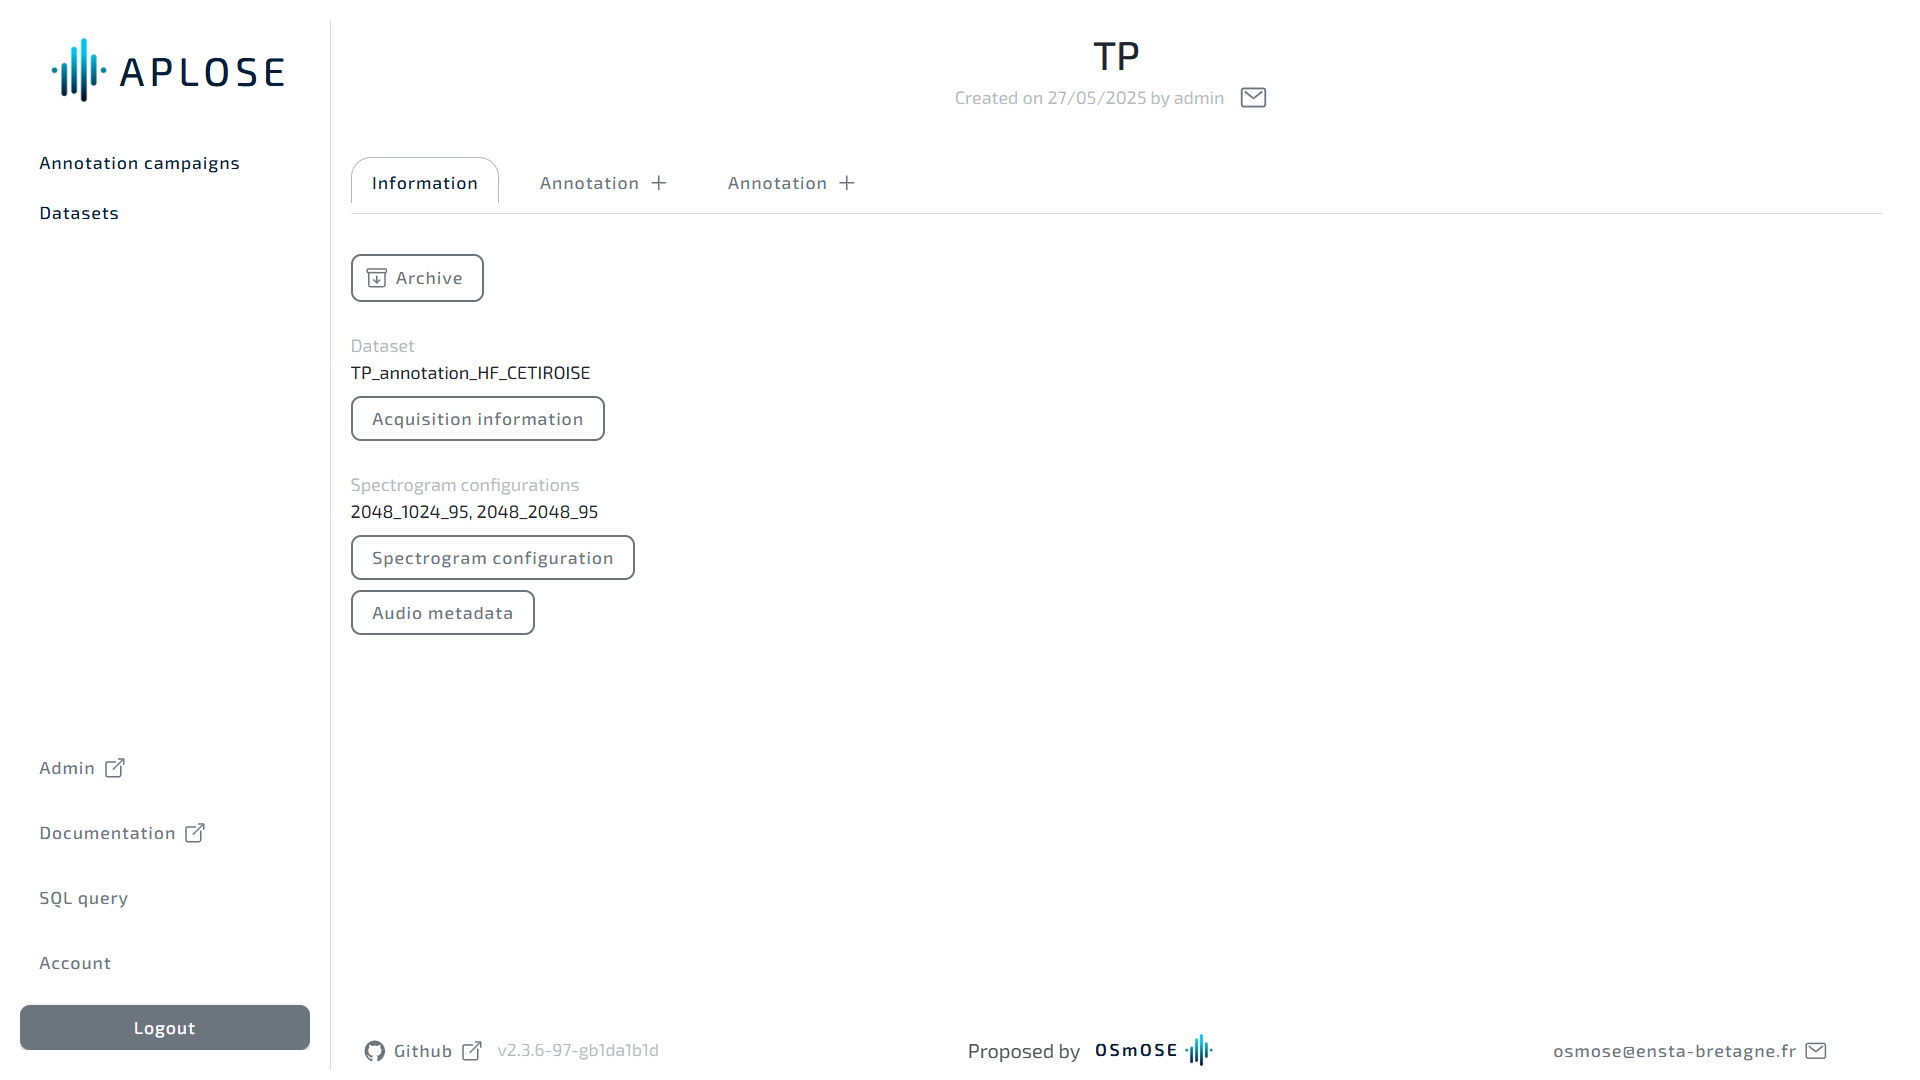 APLOSE
Annotation campaigns
Datasets
Admin
Documentation
SQL query
Account
Logout
TP
Created on 27/05/2025 by admin
Information
Annotation
Annotation
Archive
Dataset
TP_annotation_HF_CETIROISE
Acquisition information
Spectrogram configurations
2048_1024_95, 2048_2048_95
Spectrogram configuration
Audio metadata
Github v2.3.6-97-gb1da1b1d
Proposed by OSmOSE
osmose@ensta-bretagne.fr